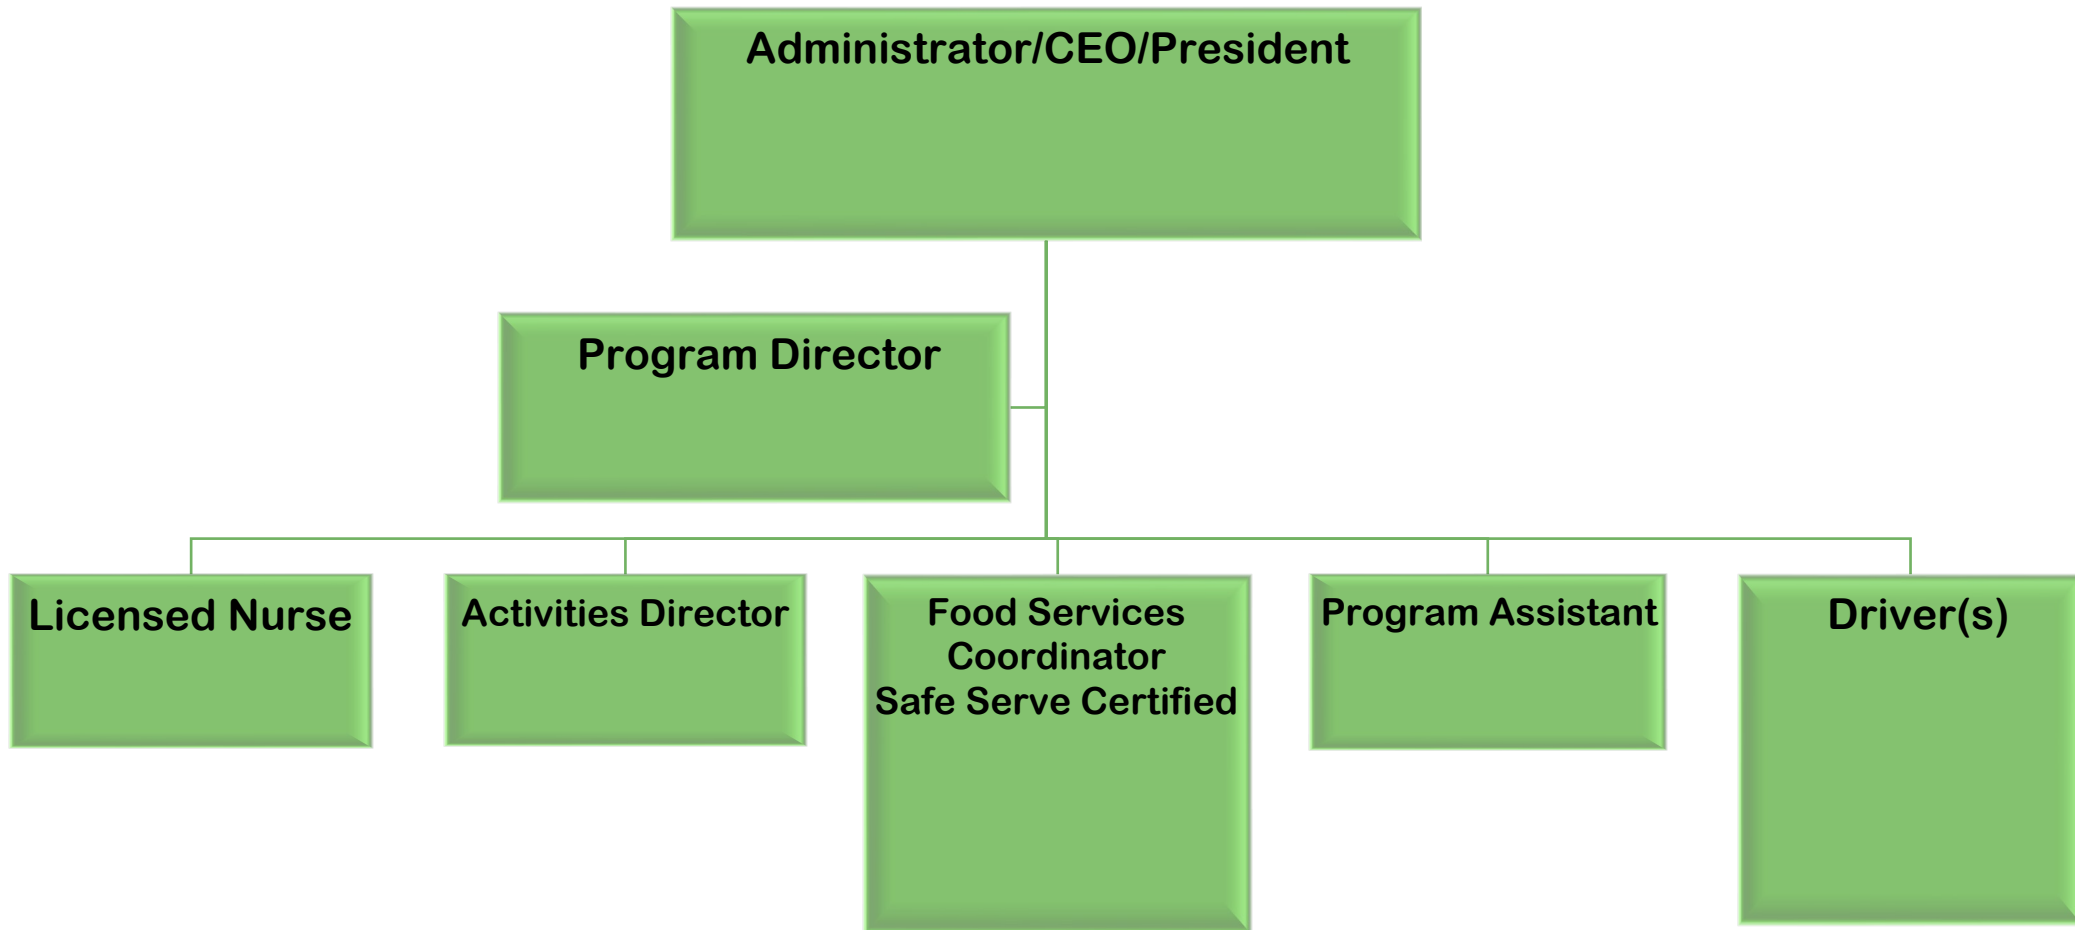 Administrator/CEO/President
Program Director
Licensed Nurse
Activities Director
Food Services
Coordinator
Safe Serve Certified
Program Assistant
Driver(s)